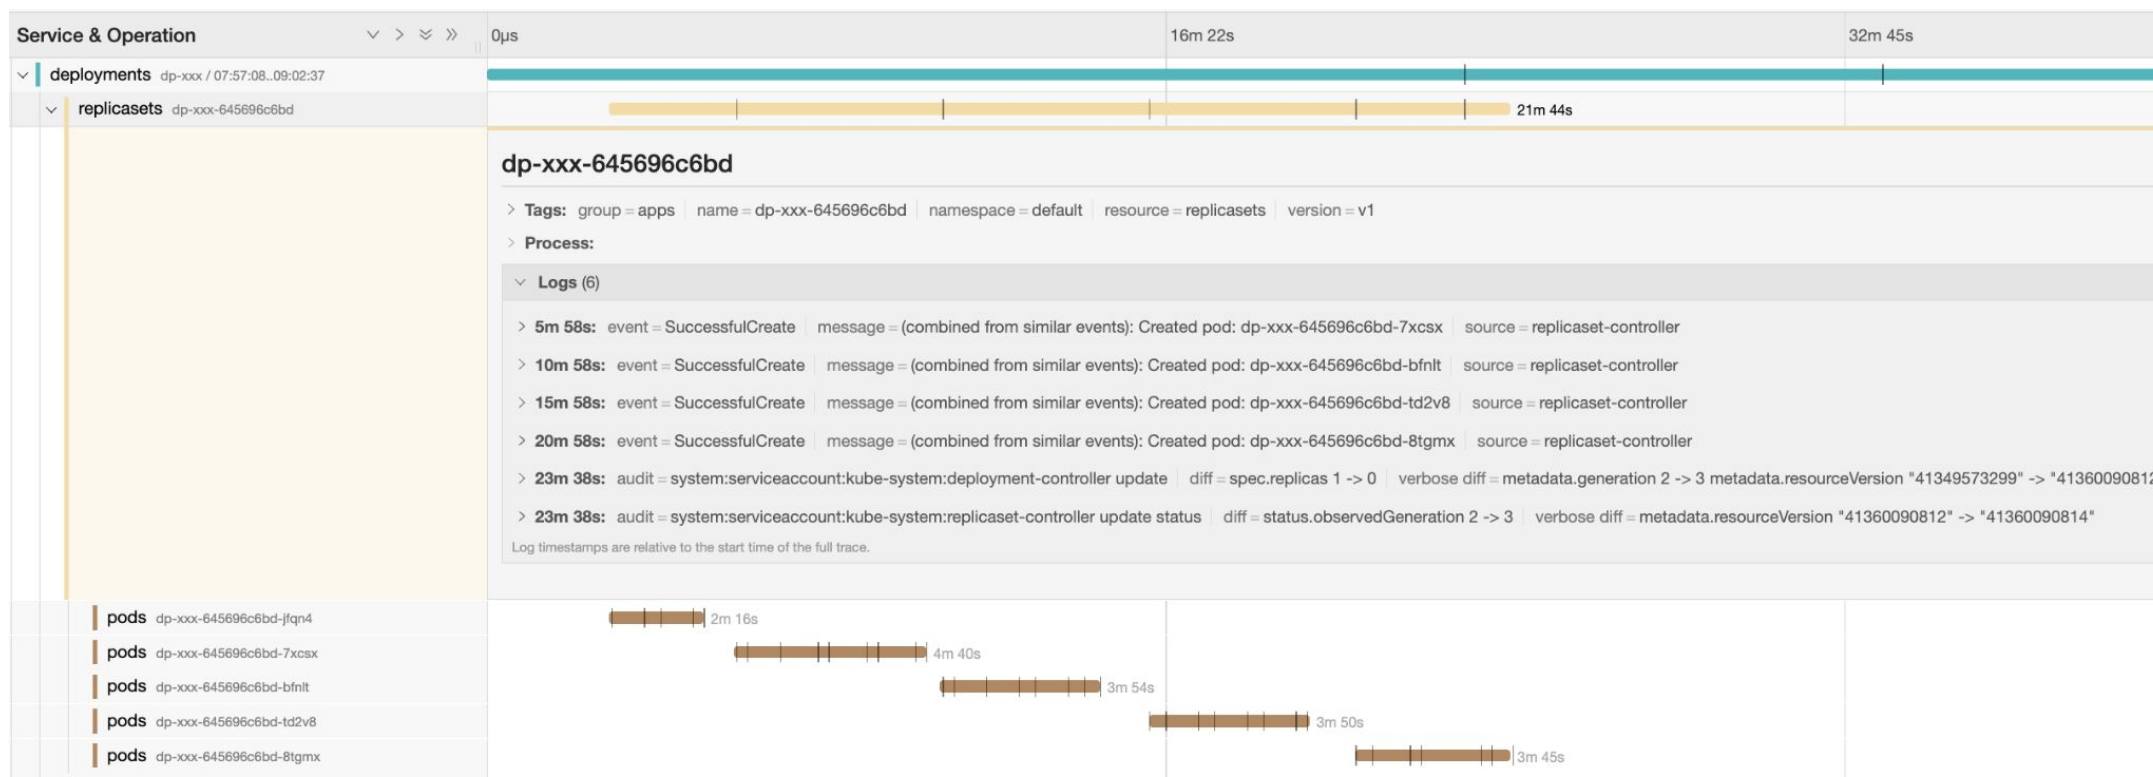 Service & Operation 0μs 16m 22s 32m 45s
deployments dp-xxx / 07:57:08..09:02:37
replicasets dp-xxx-645696c6bd 21m 44s
dp-xxx-645696c6bd
Tags: group = apps name = dp-xxx-645696c6bd namespace = default resource = replicasets version = v1
Process:
Logs (6)
5m 58s: event = SuccessfulCreate message = (combined from similar events): Created pod: dp-xxx-645696c6bd-7xcsx source = replicaset-controller
10m 58s: event = SuccessfulCreate message = (combined from similar events): Created pod: dp-xxx-645696c6bd-bfnlt source = replicaset-controller
15m 58s: event = SuccessfulCreate message = (combined from similar events): Created pod: dp-xxx-645696c6bd-td2v8 source = replicaset-controller
20m 58s: event = SuccessfulCreate message = (combined from similar events): Created pod: dp-xxx-645696c6bd-8tgmx source = replicaset-controller
23m 38s: audit = system:serviceaccount:kube-system:deployment-controller update diff = spec.replicas 1 -> 0 verbose diff = metadata.generation 2 -> 3 metadata.resourceVersion "41349573299" -> "41360090812
23m 38s: audit = system:serviceaccount:kube-system:replicaset-controller update status diff = status.observedGeneration 2 -> 3 verbose diff = metadata.resourceVersion "41360090812" -> "41360090814"
Log timestamps are relative to the start time of the full trace.
pods dp-xxx-645696c6bd-jfqn4 2m 16s
pods dp-xxx-645696c6bd-7xcsx 4m 40s
pods dp-xxx-645696c6bd-bfnlt 3m 54s
pods dp-xxx-645696c6bd-td2v8 3m 50s
pods dp-xxx-645696c6bd-8tgmx 3m 45s